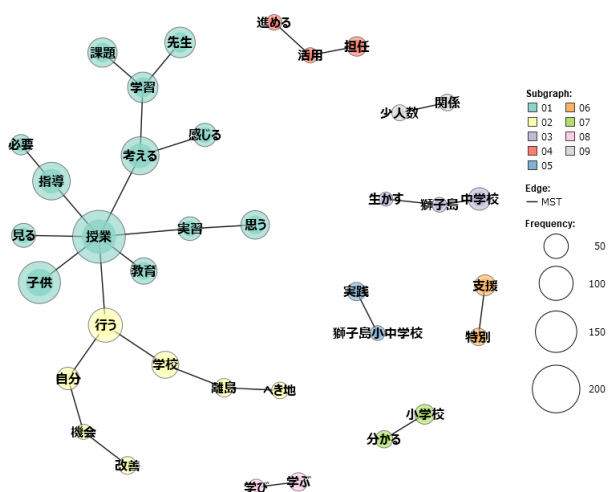 進める
活用
担任
先生
課題
学習
少人数
関係
必要
考える
感じる
指導
生かす
獅子島
中学校
見る
授業
実習
思う
子供
教育
実践
支援
獅子島小中学校
特別
行う
学校
自分
離島
へき地
小学校
分かる
機会
改善
学び
学ぶ
Subgraph:
01
06
02
07
03
08
04
09
05
Edge:
MST
Frequency:
50
100
150
200